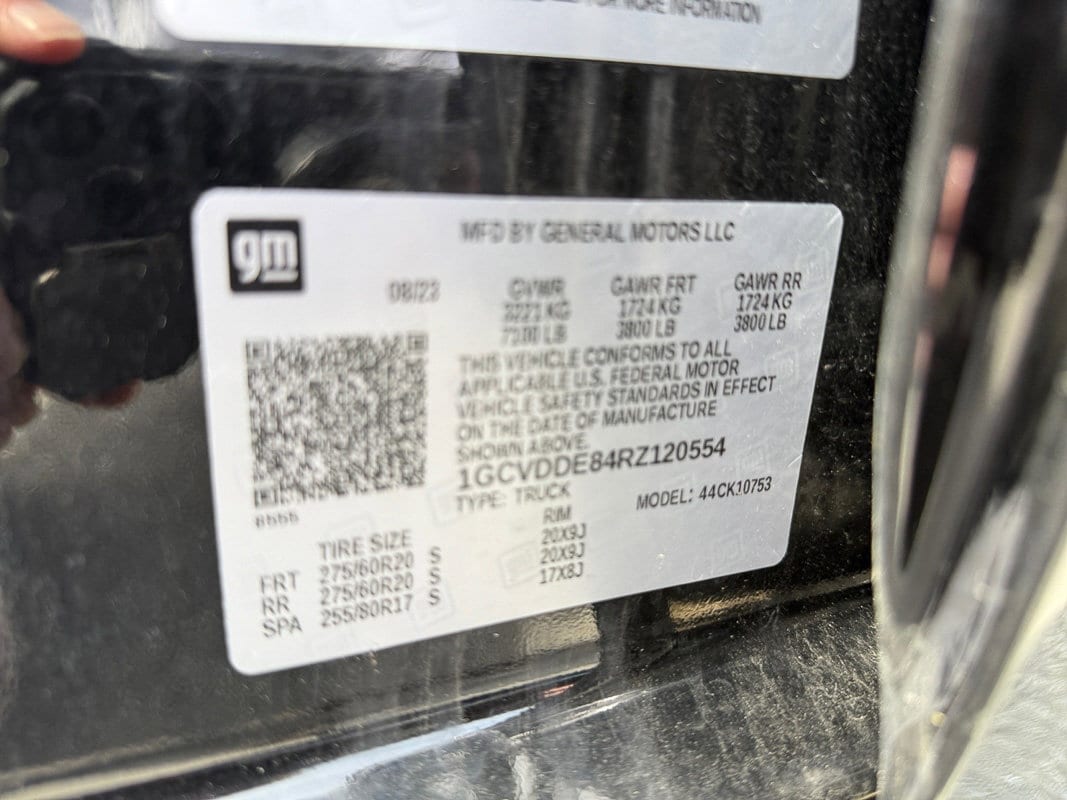 FOR MORE INFORMATION
gm
MFD BY GENERAL MOTORS LLC
08/23 GVWR GAWR FRT GAWR RR
3221 KG 1724 KG 1724 KG
LB 3800 LB 3800 LB
THIS VEHICLE CONFORMS TO ALL
APPLICABLE U.S. FEDERAL MOTOR
VEHICLE SAFETY STANDARDS IN EFFECT
ON THE DATE OF MANUFACTURE
SHOWN ABOVE.
1GCVDDE84RZ120554
TYPE: TRUCK MODEL: 44CK10753
TIRE SIZE RIM
FRT 275/60R20 S 20X9J
RR 275/60R20 S 20X9J
SPA 255/80R17 S 17X8J